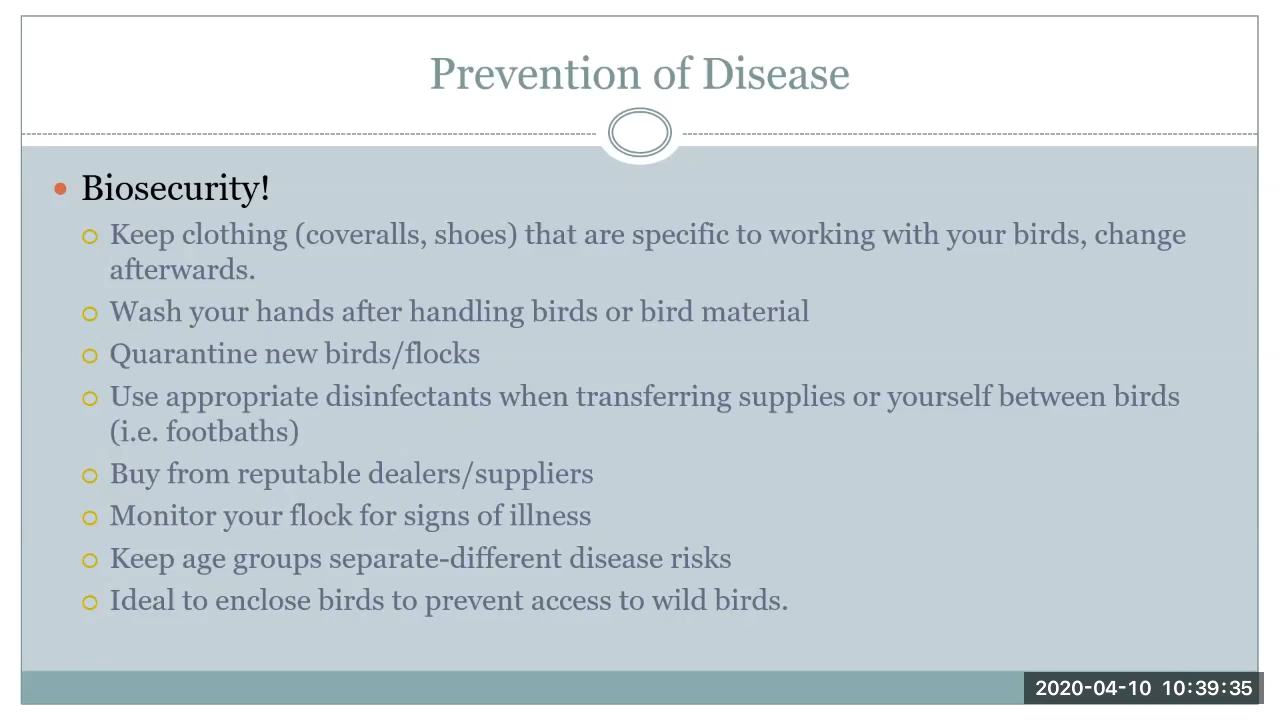 Prevention of Disease
Biosecurity!
Keep clothing (coveralls, shoes) that are specific to working with your birds, change
afterwards.
Wash your hands after handling birds or bird material
Quarantine new birds/flocks
Use appropriate disinfectants when transferring supplies or yourself between birds
(i.e. footbaths)
Buy from reputable dealers/suppliers
Monitor your flock for signs of illness
Keep age groups separate-different disease risks
Ideal to enclose birds to prevent access to wild birds.
2020-04-10 10:39:35